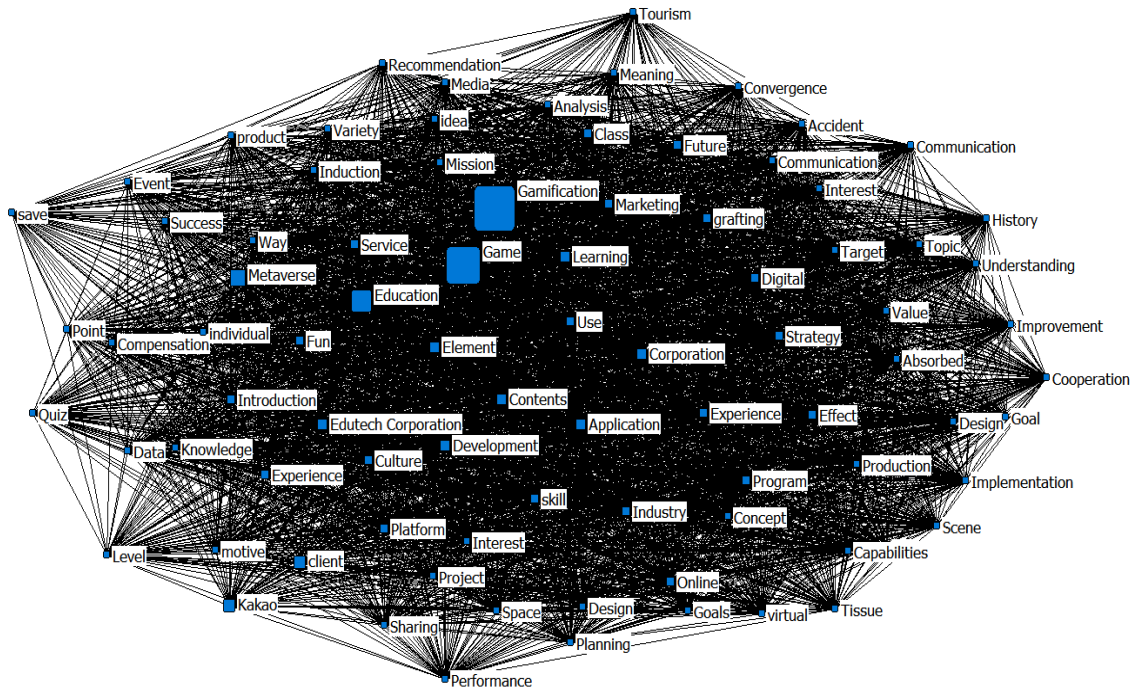 Tourism
Recommendation
Meaning
Media
Convergence
Analysis
idea
Variety
product
Class
Accident
Future
Communication
Mission
Communication
Induction
Event
Gamification
Interest
Marketing
save
Success
grafting
History
Way
Service
Game
Learning
Target
Topic
Understanding
Metaverse
Digital
Education
Value
Use
Point
Improvement
individual
Compensation
Fun
Element
Strategy
Corporation
Absorbed
Cooperation
Introduction
Contents
Quiz
Edutech Corporation
Application
Experience
Effect
Goal
Design
Data
Knowledge
Development
Culture
Experience
Production
Program
Implementation
skill
Industry
Concept
Scene
Platform
Interest
Level
motive
client
Capabilities
Project
Online
Kakao
Space
Design
Goals
virtual
Tissue
Sharing
Planning
Performance